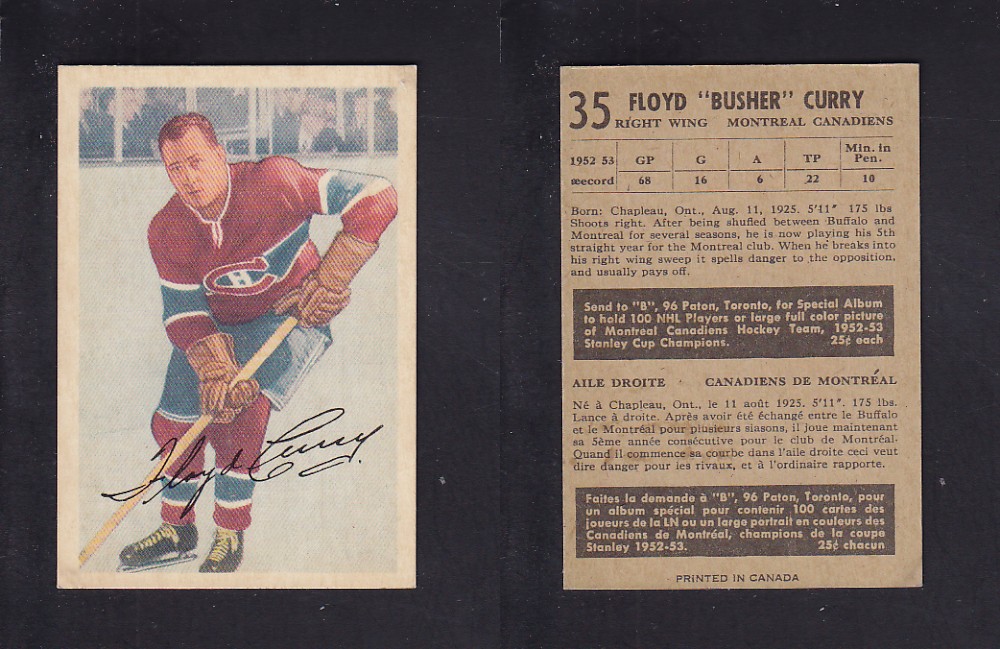 Floyd Curry.
35 FLOYD "BUSHER" CURRY
RIGHT WING MONTREAL CANADIENS
1952 53 GP G A TP Min. in Pen.
Record 68 16 6 22 10
Born: Chapleau, Ont., Aug. 11, 1925. 5'11" 175 lbs
Shoots right. After being shufled between Buffalo and
Montreal for several seasons, he is now playing his 5th
straight year for the Montreal club. When he breaks into
his right wing sweep it spells danger to the opposition,
and usually pays off.
Send to "B", 96 Paton, Toronto, for Special Album
to hold 100 NHL Players or large full color picture
of Montreal Canadiens Hockey Team, 1952-53
Stanley Cup Champions. 25¢ each
AILE DROITE CANADIENS DE MONTRÉAL
Né à Chapleau, Ont., le 11 août 1925. 5'11". 175 lbs.
Lance à droite. Après avoir été échangé entre le Buffalo
et le Montréal pour plusieurs siasons, il joue maintenant
sa 5ème année consécutive pour le club de Montréal.
Quand il commence sa courbe dans l'aile droite ceci veut
dire danger pour les rivaux, et à l'ordinaire rapporte.
Faites la demande à "B", 96 Paton, Toronto, pour
un album spécial pour contenir 100 cartes des
joueurs de la LN ou un large portrait en couleurs des
Canadiens de Montréal, champions de la coupe
Stanley 1952-53. 25¢ chacun
PRINTED IN CANADA